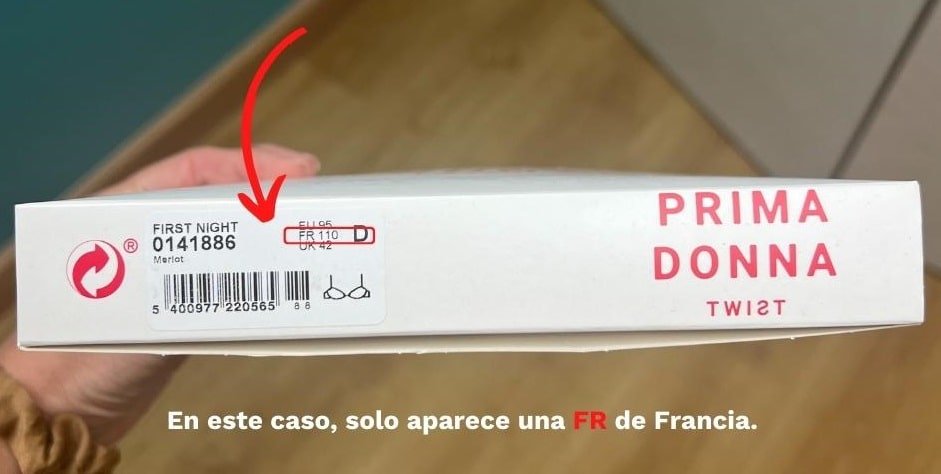 FIRST NIGHT
0141886
Merlot
EU 95
FR 110 D
UK 42
5 400977 220565 86
®
PRIMA
DONNA
TWIST
En este caso, solo aparece una FR de Francia.